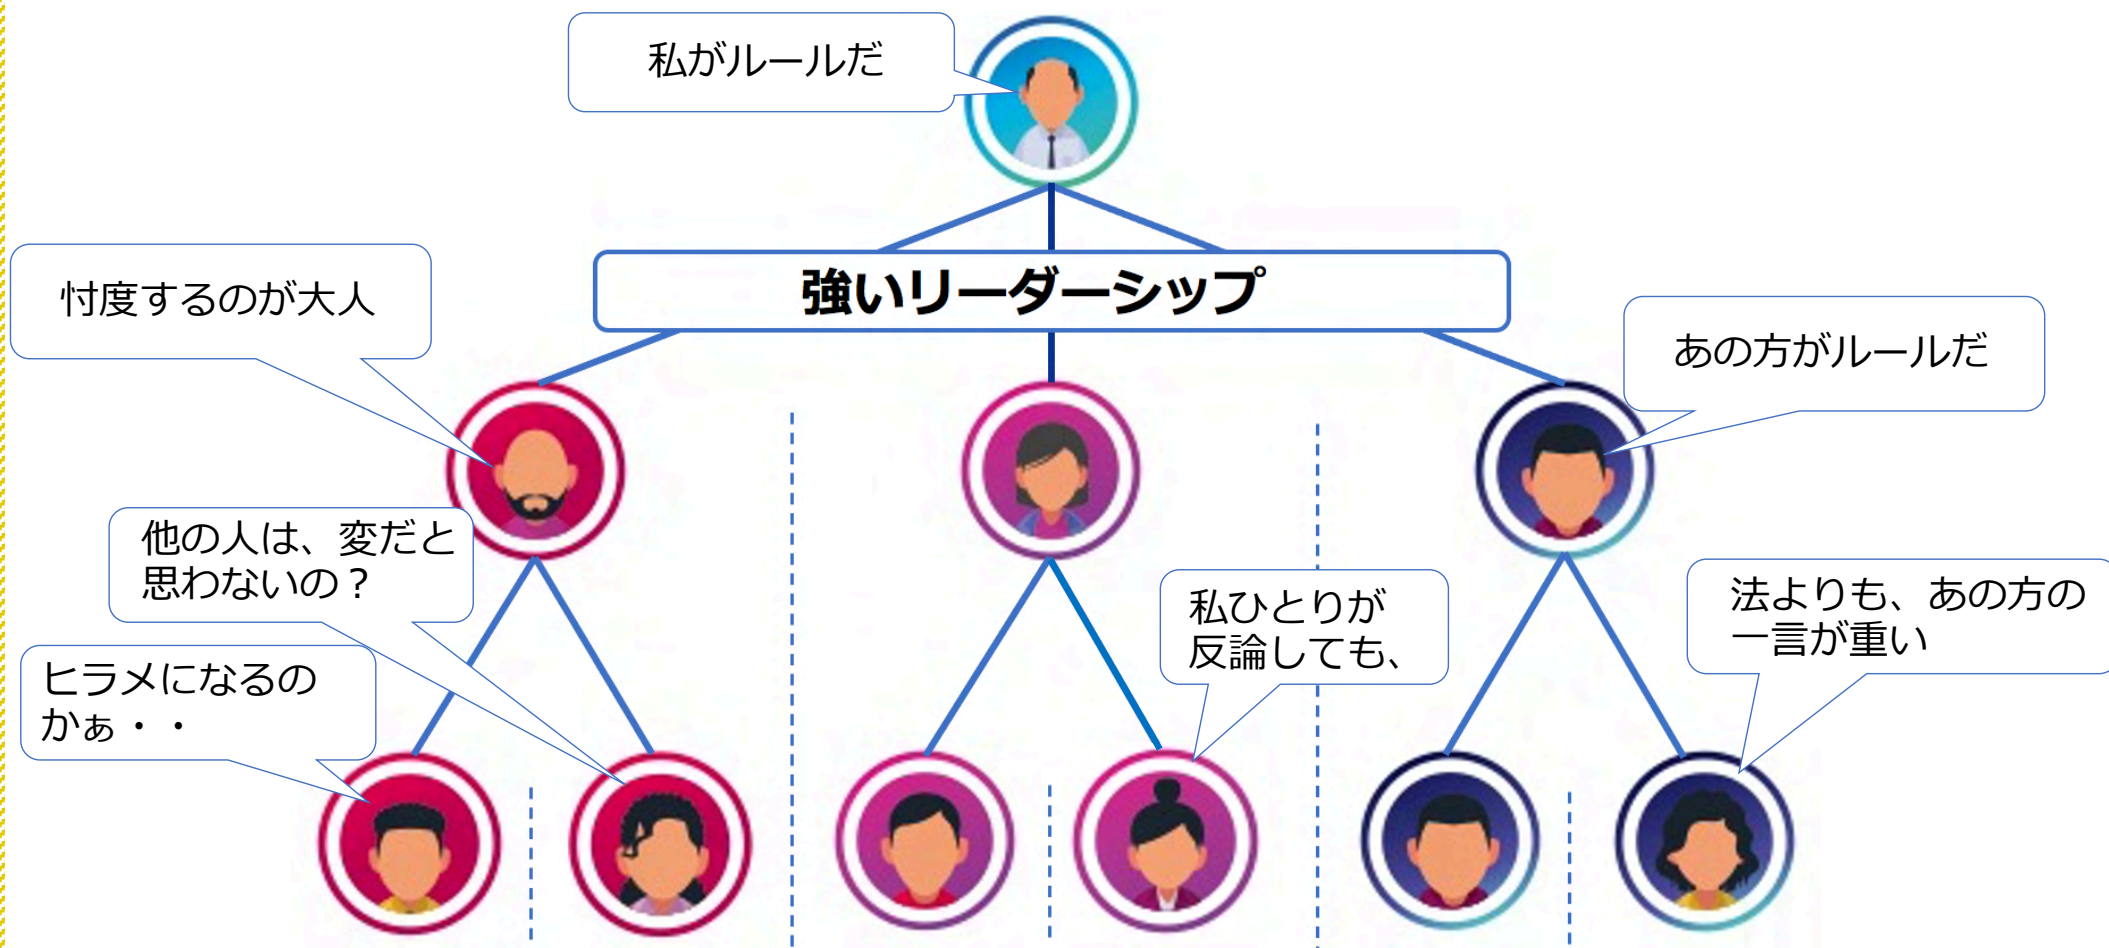 私がルールだ
強いリーダーシップ
忖度するのが大人
あの方がルールだ
他の人は、変だと
思わないの？
私ひとりが
反論しても、
法よりも、あの方の
一言が重い
ヒラメになるの
かぁ・・